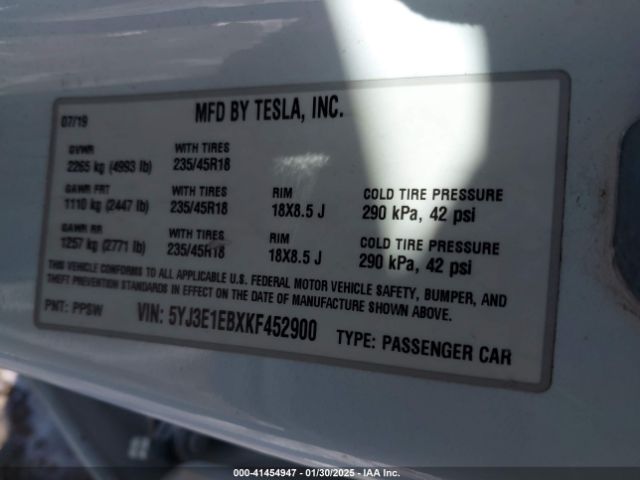 MFD BY TESLA, INC.
07/19
GVWR WITH TIRES
2265 kg (4993 lb) 235/45R18
GAWR FRT WITH TIRES RIM COLD TIRE PRESSURE
1110 kg (2447 lb) 235/45R18 18X8.5 J 290 kPa, 42 psi
GAWR RR WITH TIRES RIM COLD TIRE PRESSURE
1257 kg (2771 lb) 235/45R18 18X8.5 J 290 kPa, 42 psi
THIS VEHICLE CONFORMS TO ALL APPLICABLE U.S. FEDERAL MOTOR VEHICLE SAFETY, BUMPER, AND
THEFT PREVENTION STANDARDS IN EFFECT ON THE DATE OF MANUFACTURE SHOWN ABOVE.
PNT: PPSW VIN: 5YJ3E1EBXKF452900 TYPE: PASSENGER CAR
000-41454947 - 01/30/2025 - IAA Inc.